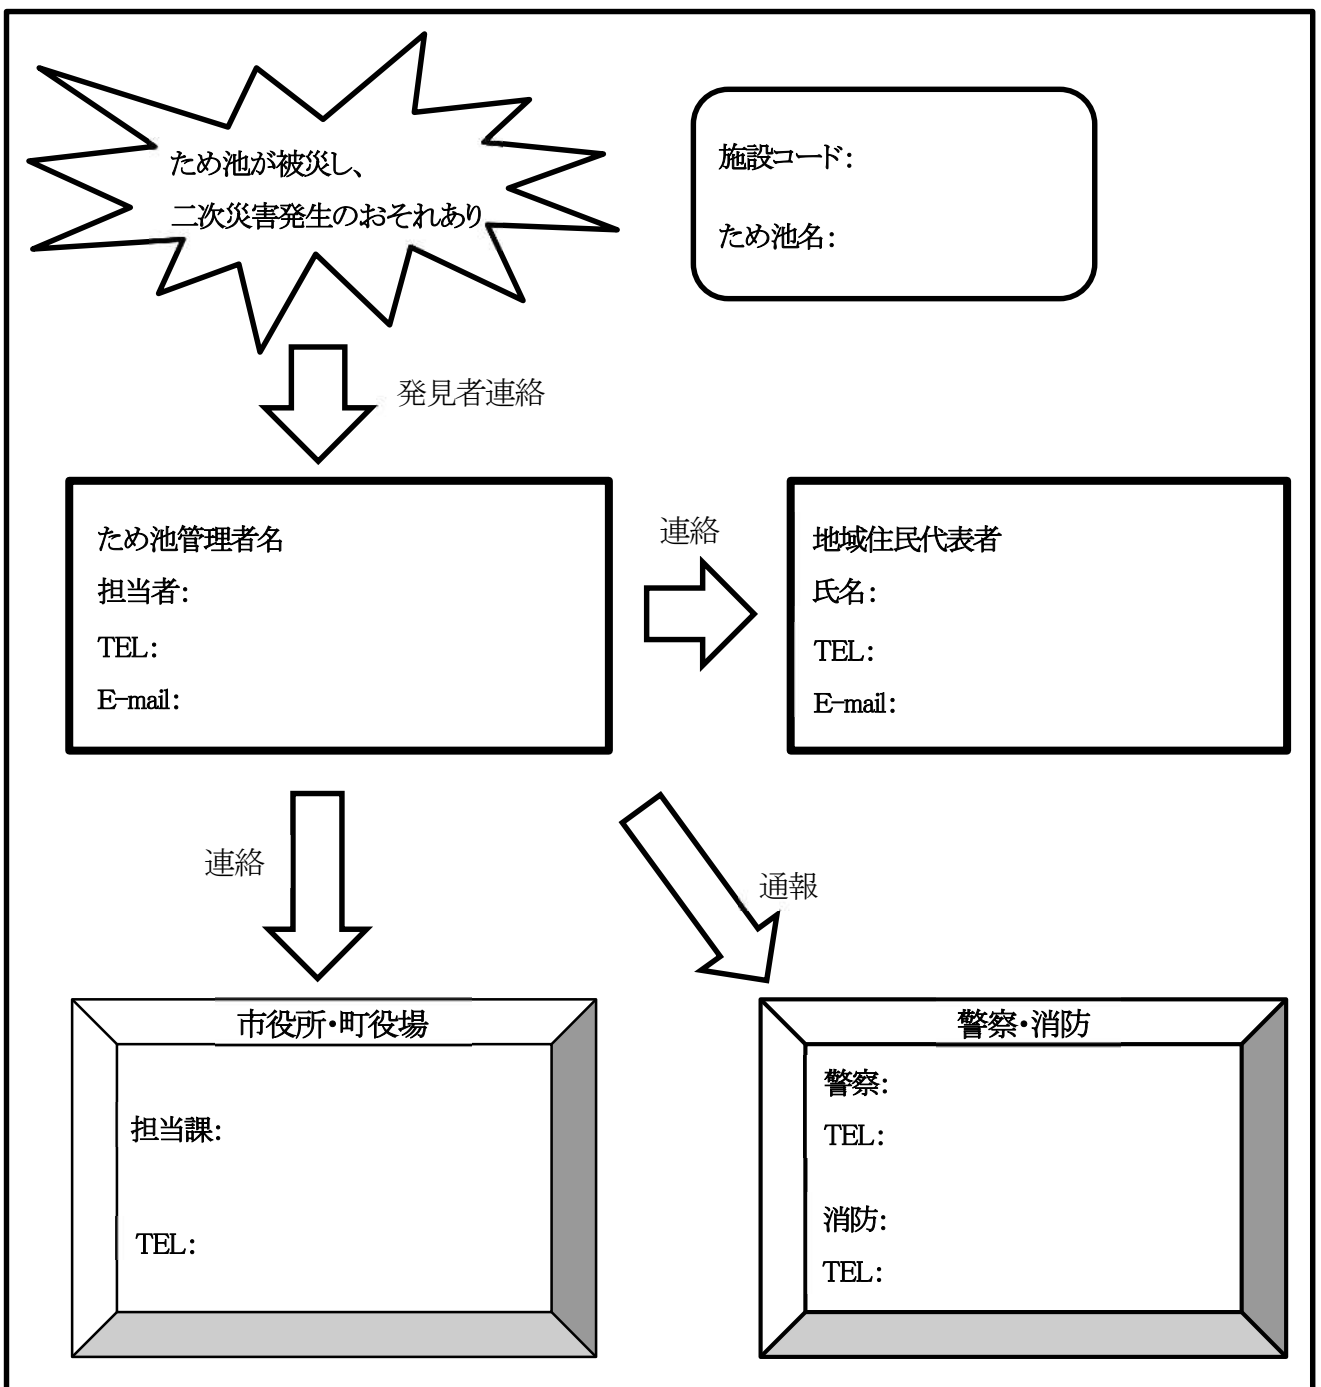 ため池が被災し、
二次災害発生のおそれあり
施設コード：
ため池名：
発見者連絡
ため池管理者名
担当者：
TEL：
E-mail：
連絡
地域住民代表者
氏名：
TEL：
E-mail：
連絡
通報
市役所・町役場
担当課：
TEL：
警察・消防
警察：
TEL：
消防：
TEL：